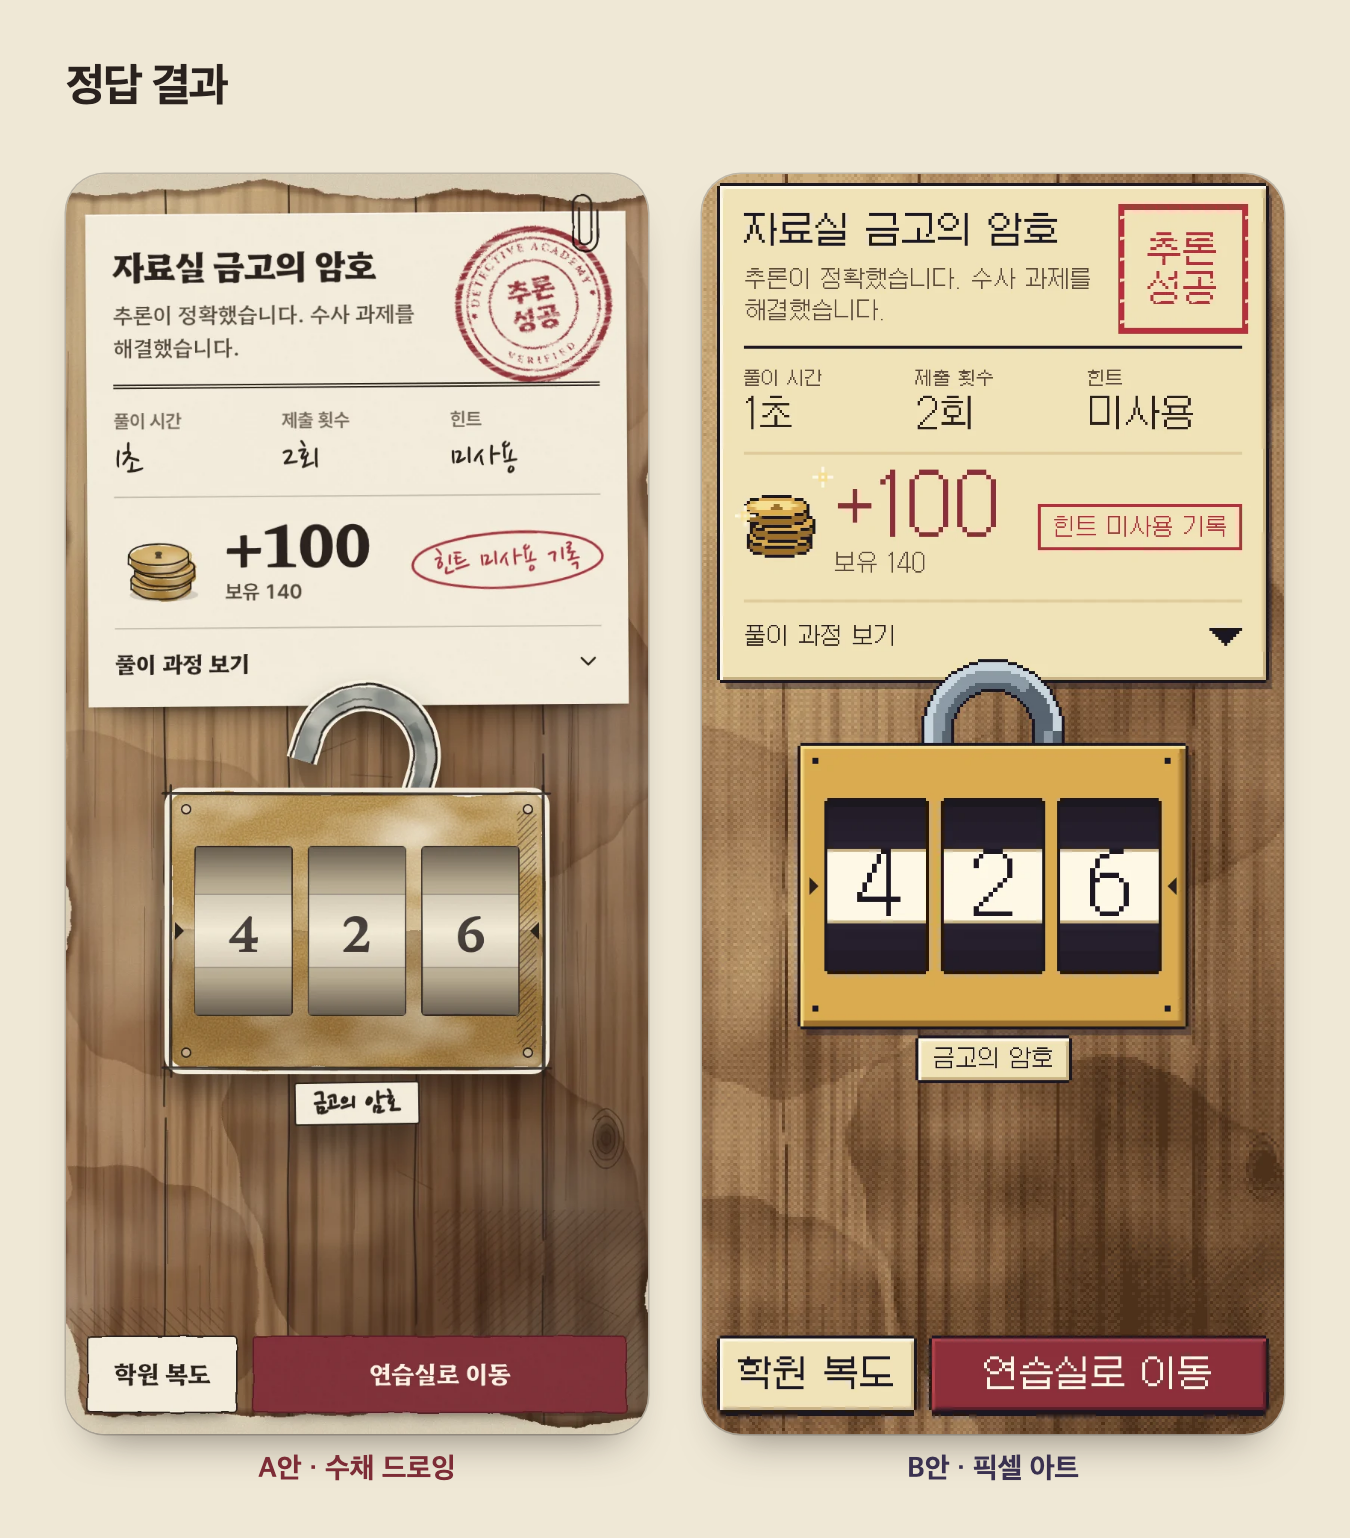 정답 결과
자료실 금고의 암호
추론이 정확했습니다. 수사 과제를
해결했습니다.
DETECTIVE ACADEMY
추론
성공
VERIFIED
풀이 시간
제출 횟수
힌트
1초
2회
미사용
+100
보유 140
힌트 미사용 기록
풀이 과정 보기
4 2 6
금고의 암호
학원 복도
연습실로 이동
A안 · 수채 드로잉
자료실 금고의 암호
추론이 정확했습니다. 수사 과제를
해결했습니다.
추론
성공
풀이 시간
제출 횟수
힌트
1초
2회
미사용
+100
보유 140
힌트 미사용 기록
풀이 과정 보기
4 2 6
금고의 암호
학원 복도
연습실로 이동
B안 · 픽셀 아트